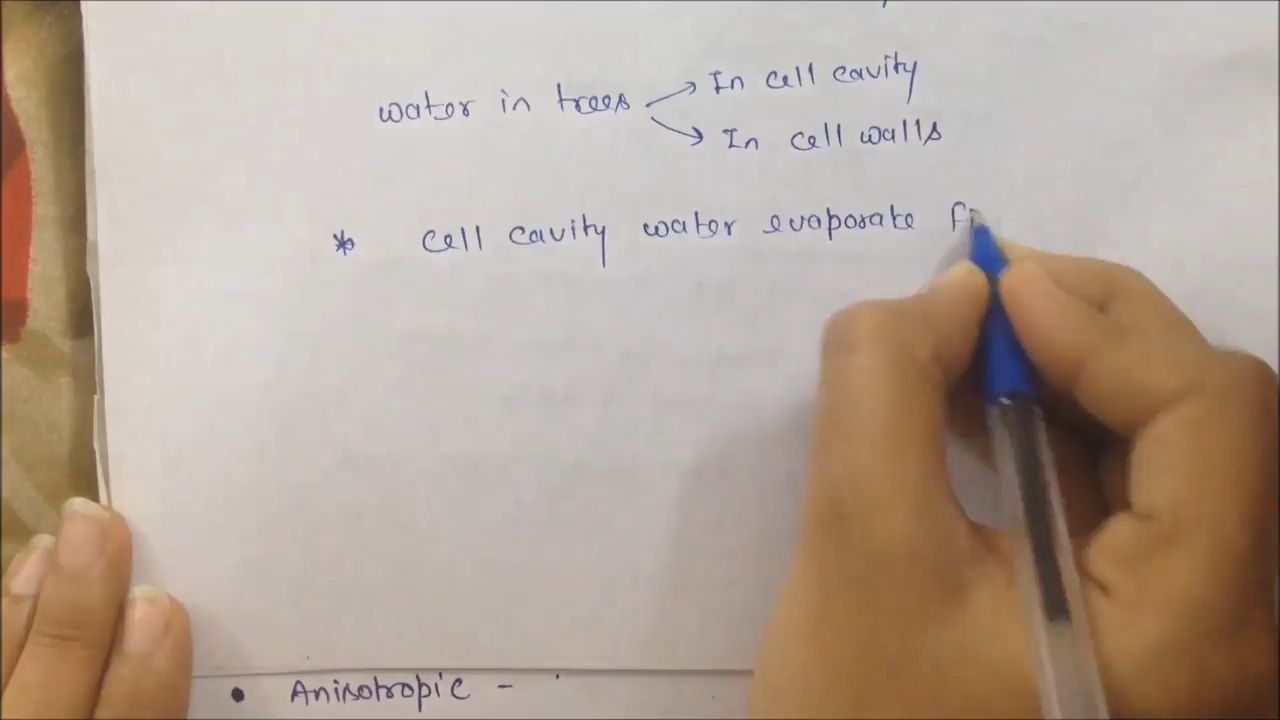 water in trees → In cell cavity
→ In cell walls
* cell cavity water evaporate
• Anisotropic -